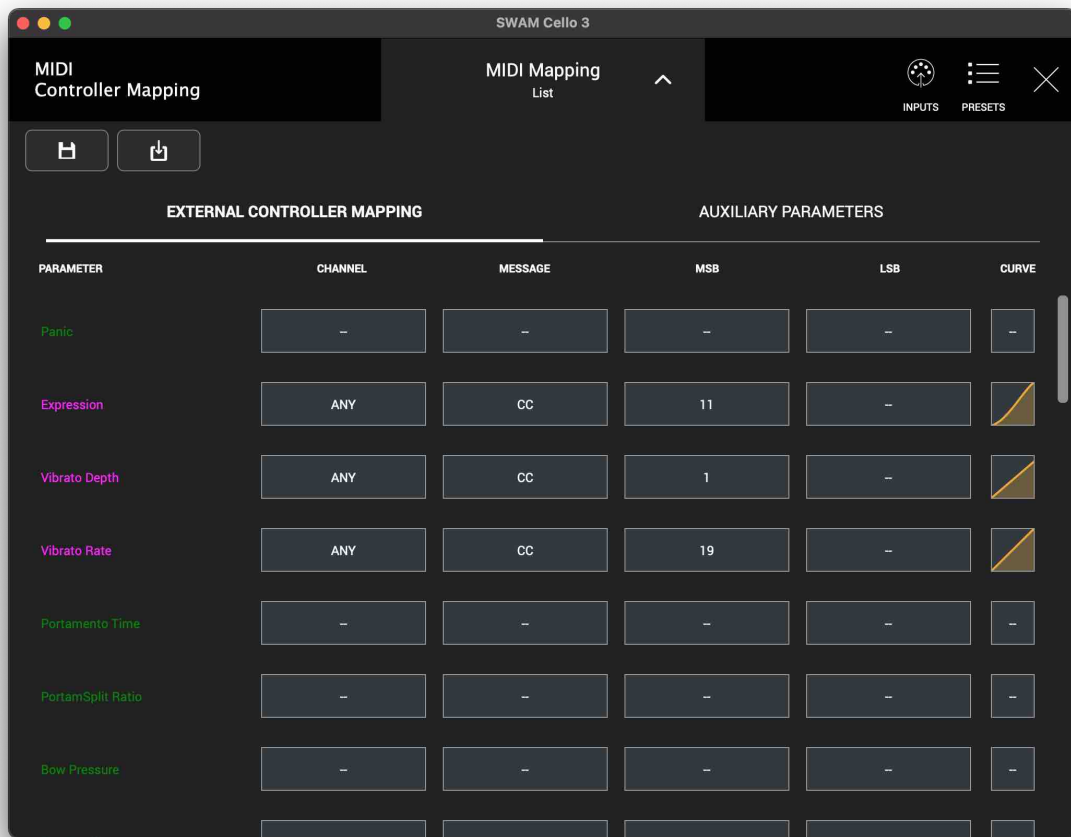 SWAM Cello 3
MIDI
Controller Mapping
MIDI Mapping
List
INPUTS PRESETS
EXTERNAL CONTROLLER MAPPING AUXILIARY PARAMETERS
PARAMETER CHANNEL MESSAGE MSB LSB CURVE
Panic -- -- -- -- --
Expression ANY CC 11 --
Vibrato Depth ANY CC 1 --
Vibrato Rate ANY CC 19 --
Portamento Time -- -- -- -- --
PortamSplit Ratio -- -- -- -- --
Bow Pressure -- -- -- -- --